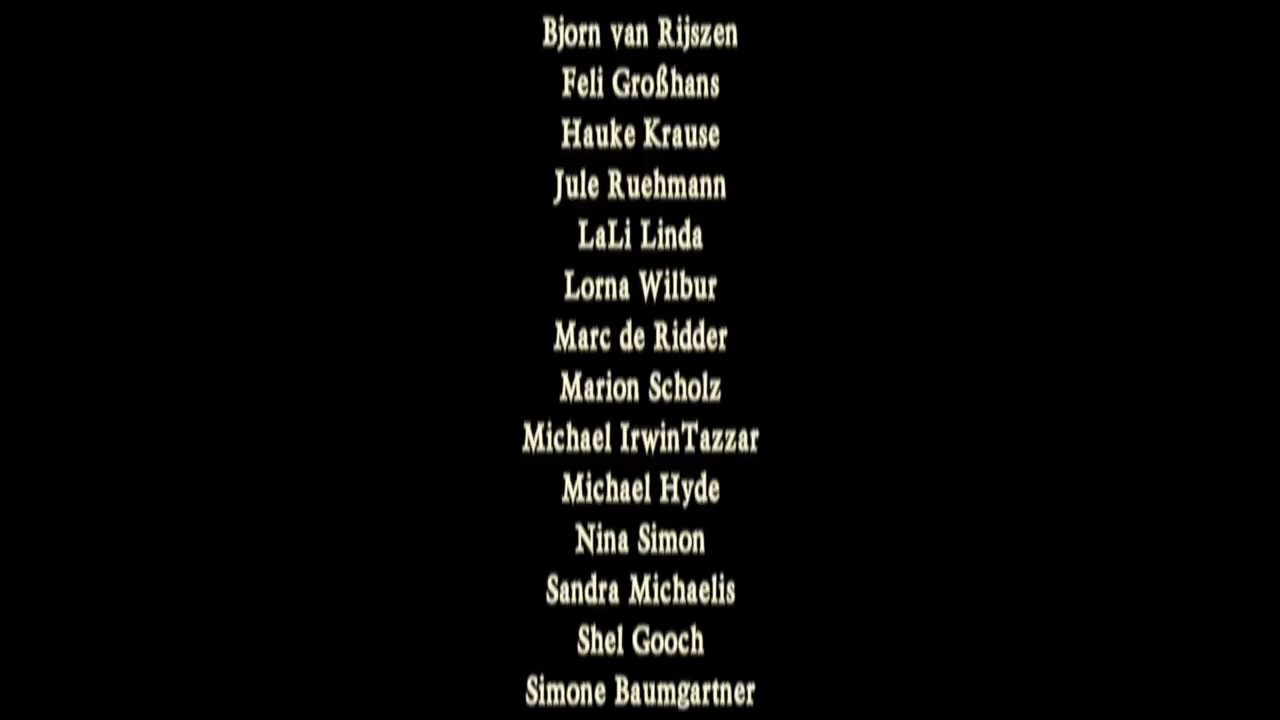 Bjorn van Rijszen
Feli Großhans
Hauke Krause
Jule Ruehmann
LaLi Linda
Lorna Wilbur
Marc de Ridder
Marion Scholz
Michael IrwinTazzar
Michael Hyde
Nina Simon
Sandra Michaelis
Shel Gooch
Simone Baumgartner